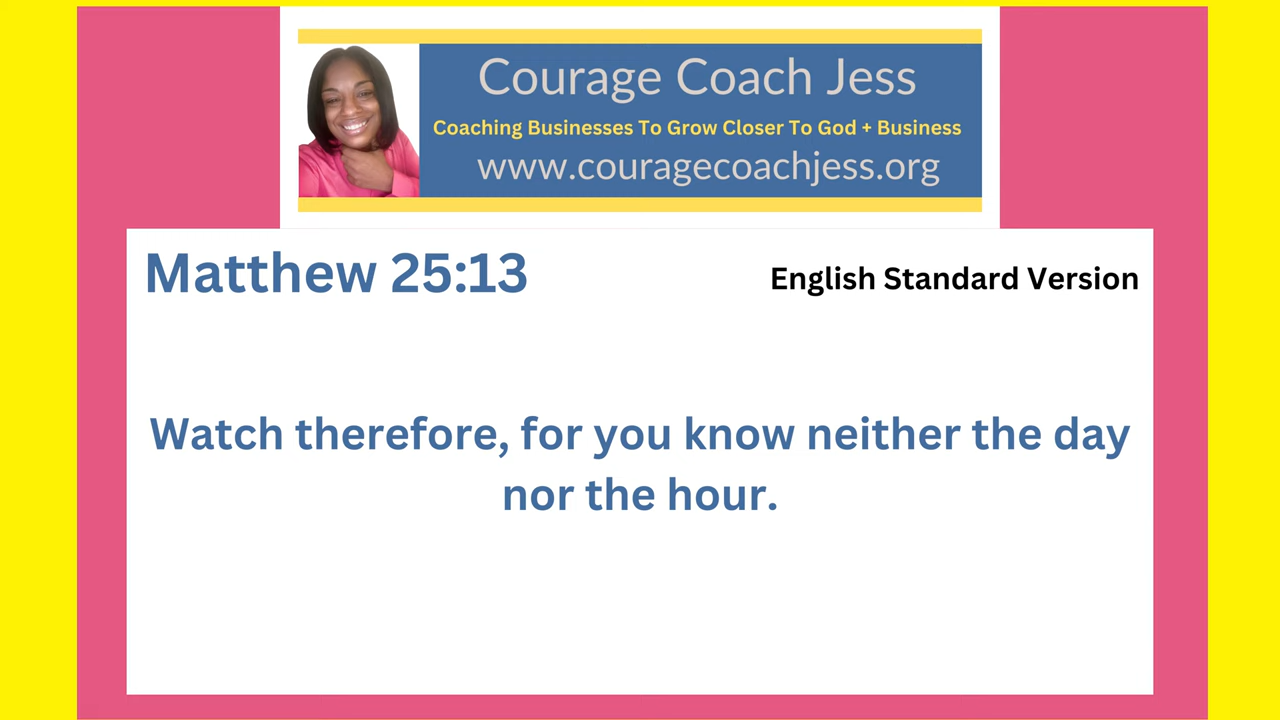 Courage Coach Jess
Coaching Businesses To Grow Closer To God + Business
www.couragecoachjess.org
Matthew 25:13
English Standard Version
Watch therefore, for you know neither the day
nor the hour.